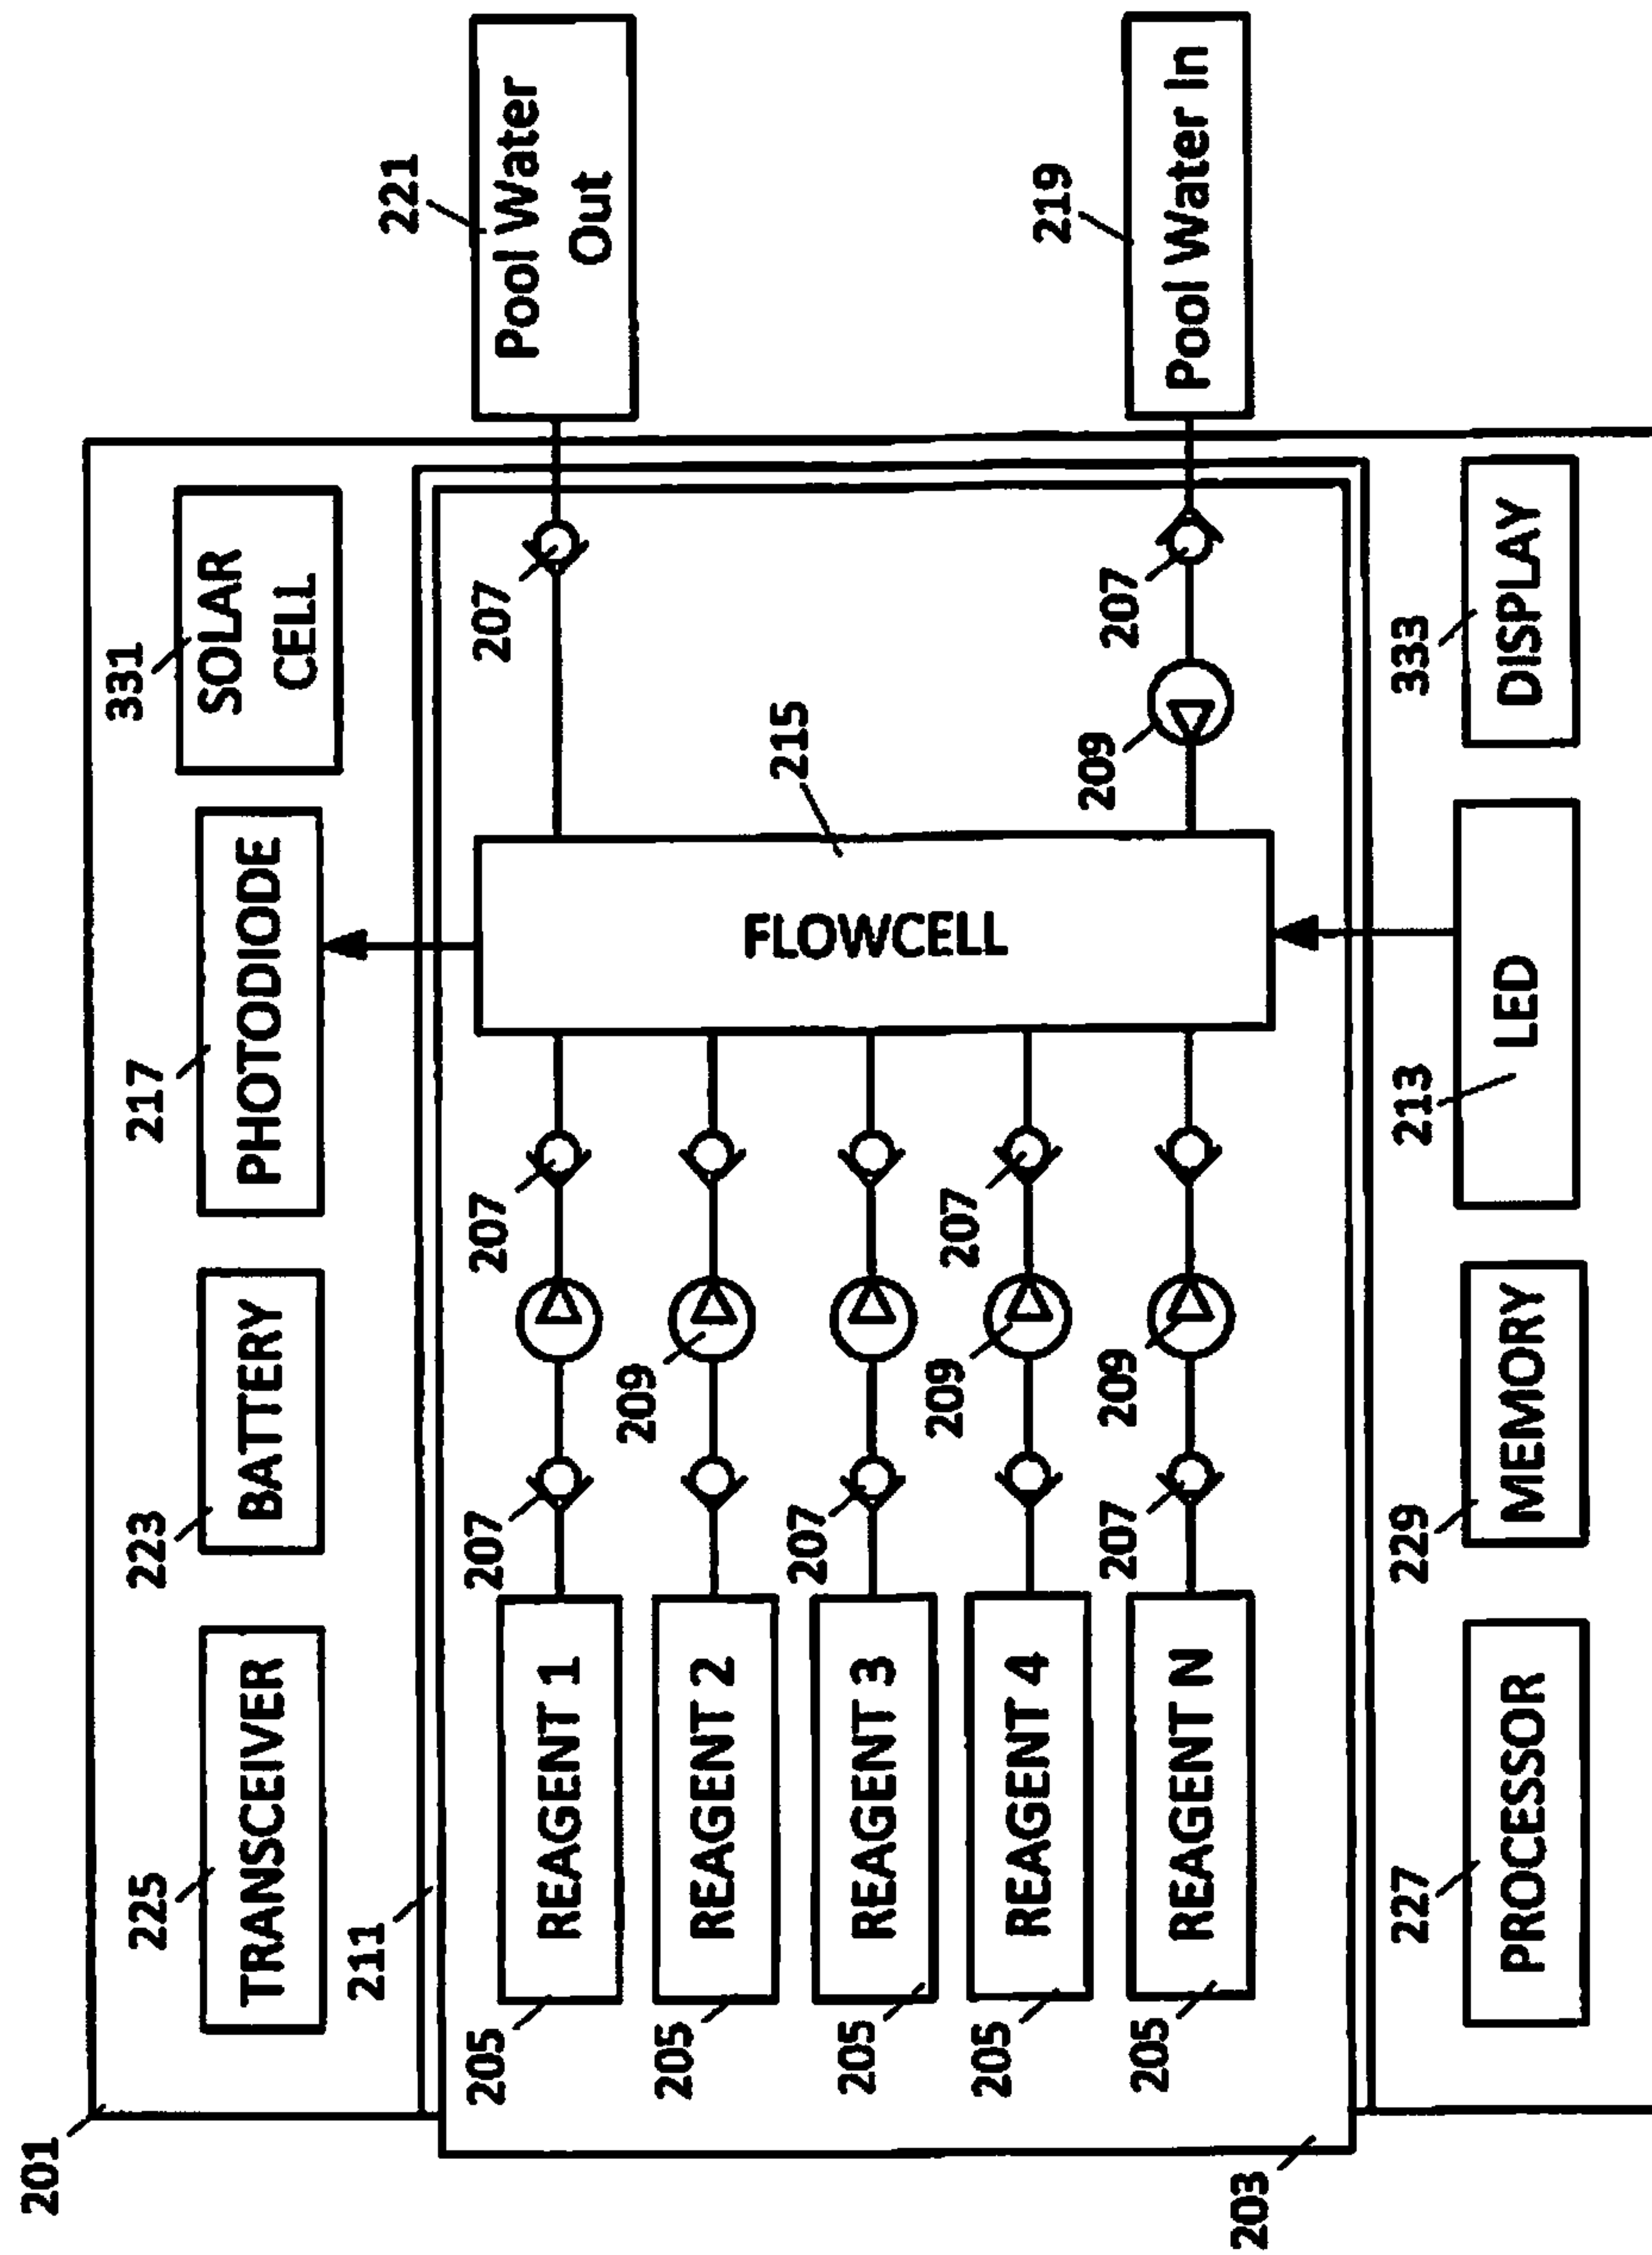 201
225
TRANSCEIVER
223
BATTERY
217
PHOTODIODE
331
SOLAR
CELL
211
205
REAGENT 1
207
207
207
221
Pool Water
Out
205
REAGENT 2
209
205
REAGENT 3
207
FLOWCELL
215
205
REAGENT 4
209
207
205
REAGENT N
207
209
209
207
219
Pool Water In
203
227
PROCESSOR
229
MEMORY
213
LED
333
DISPLAY